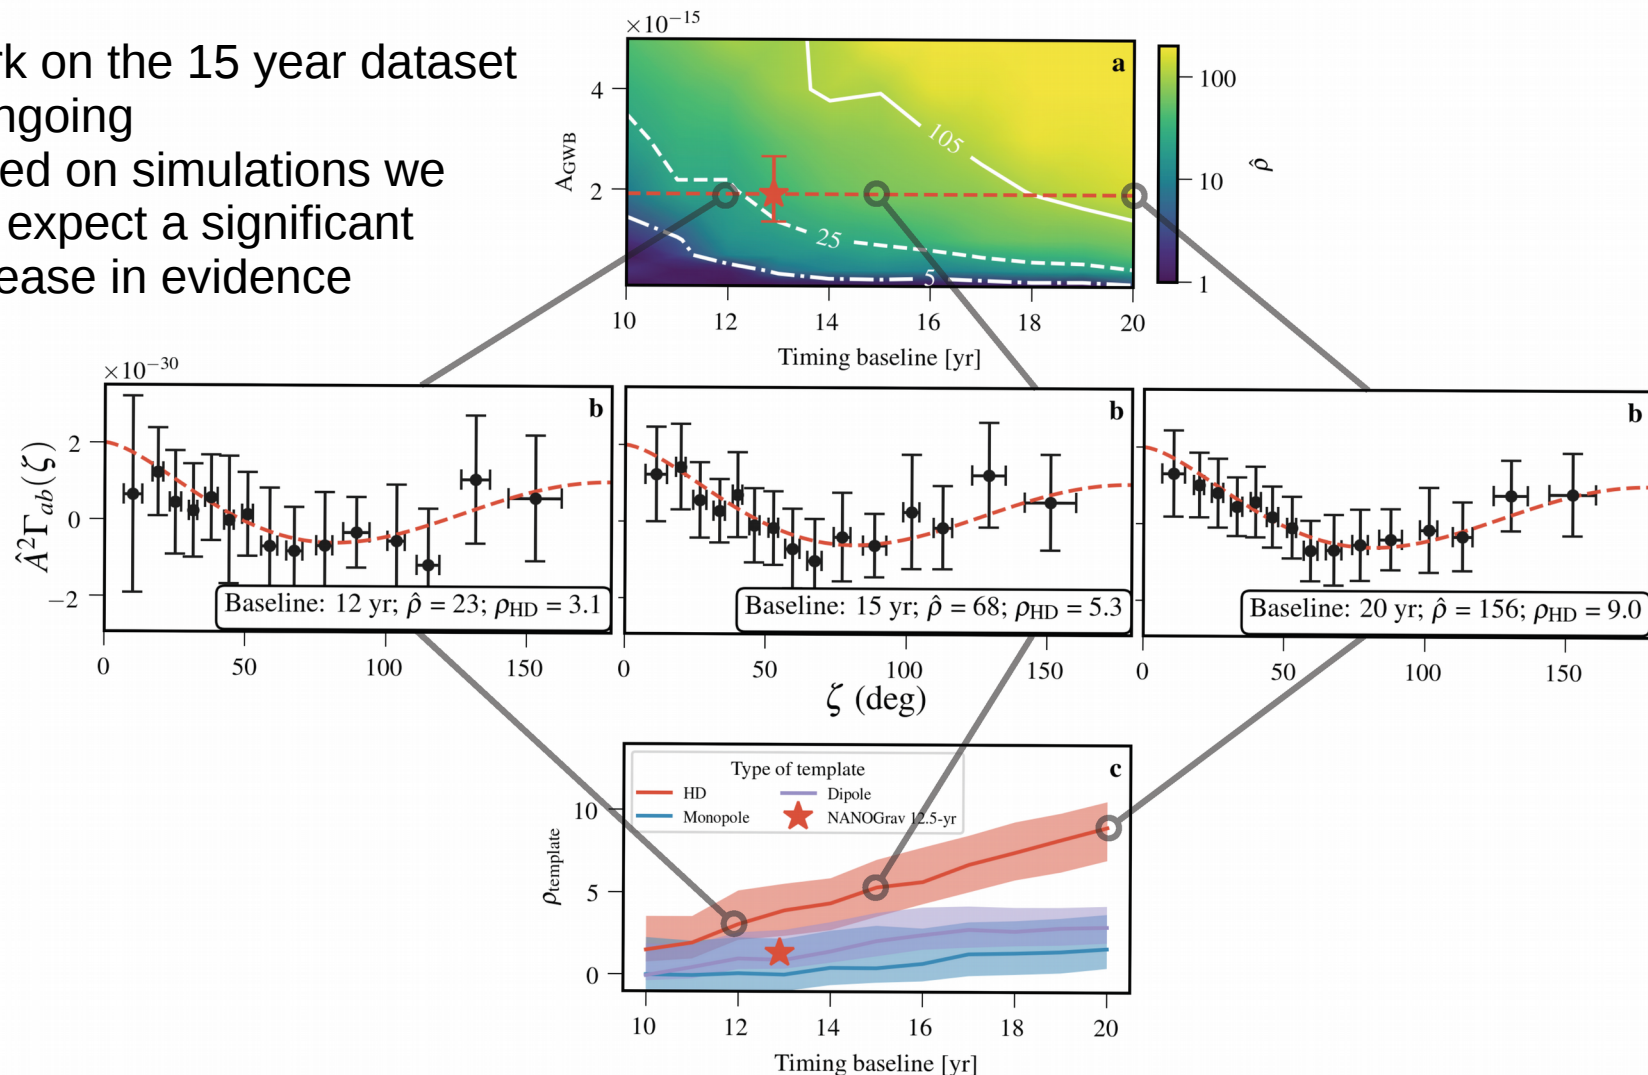 rk on the 15 year dataset
ngoing
ed on simulations we
expect a significant
ease in evidence
×10⁻¹⁵
a
4
2
A_GWB
105
25
5
100
10
1
ρ̂
10 12 14 16 18 20
Timing baseline [yr]
×10⁻³⁰
b
b
b
2
0
−2
Â²Γ_ab(ζ)
Baseline: 12 yr; ρ̂ = 23; ρ_HD = 3.1
Baseline: 15 yr; ρ̂ = 68; ρ_HD = 5.3
Baseline: 20 yr; ρ̂ = 156; ρ_HD = 9.0
0 50 100 150
0 50 100 150
0 50 100 150
ζ (deg)
c
Type of template
HD
Dipole
Monopole
NANOGrav 12.5-yr
10
5
0
ρ_template
10 12 14 16 18 20
Timing baseline [yr]